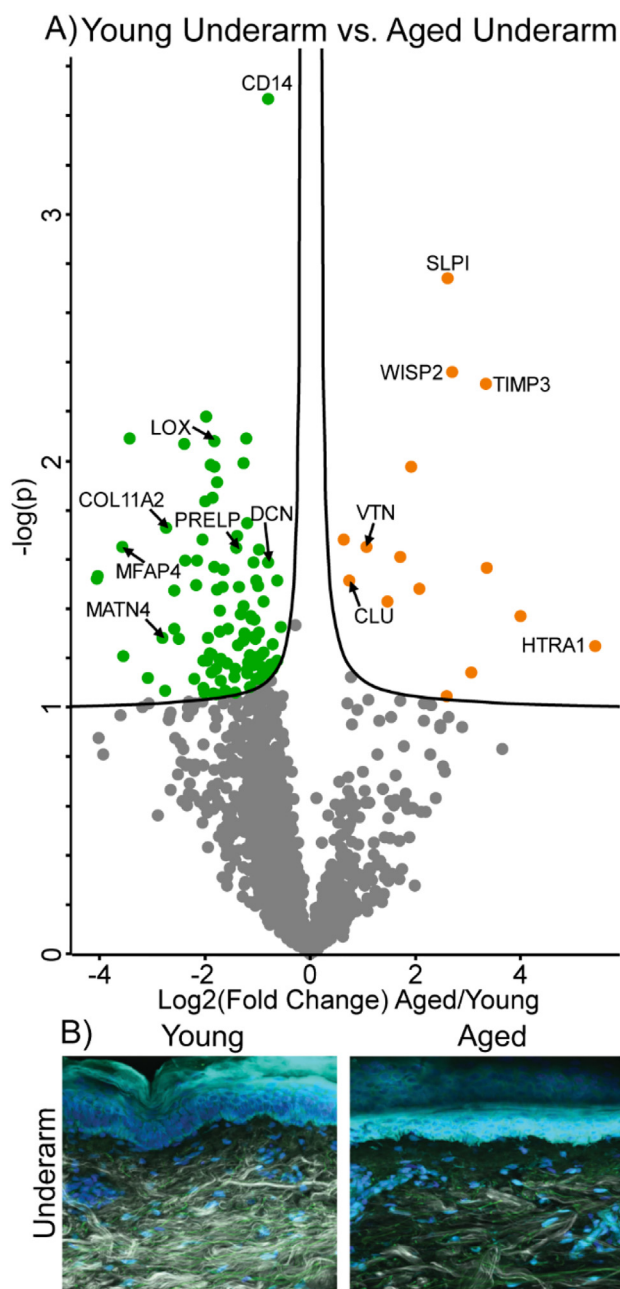 A) Young Underarm vs. Aged Underarm
CD14
3
SLPI
WISP2
TIMP3
LOX
2
COL11A2
PRELP
DCN
VTN
MFAP4
CLU
MATN4
HTRA1
1
-log(p)
0
-4 -2 0 2 4
Log2(Fold Change) Aged/Young
B) Young Aged
Underarm